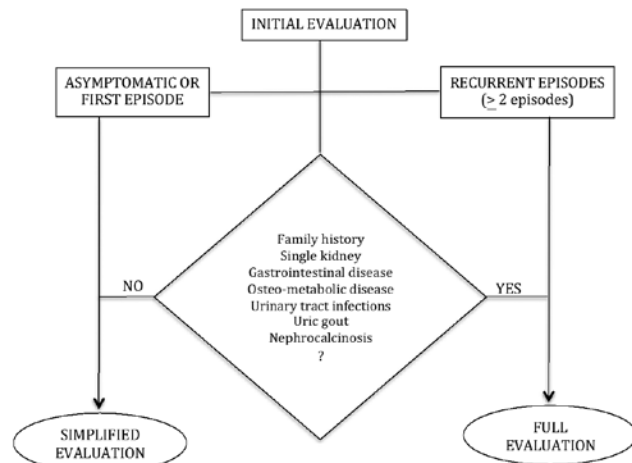 INITIAL EVALUATION
ASYMPTOMATIC OR
FIRST EPISODE
RECURRENT EPISODES
(≥ 2 episodes)
Family history
Single kidney
Gastrointestinal disease
Osteo-metabolic disease
Urinary tract infections
Uric gout
Nephrocalcinosis
?
NO
YES
SIMPLIFIED
EVALUATION
FULL
EVALUATION